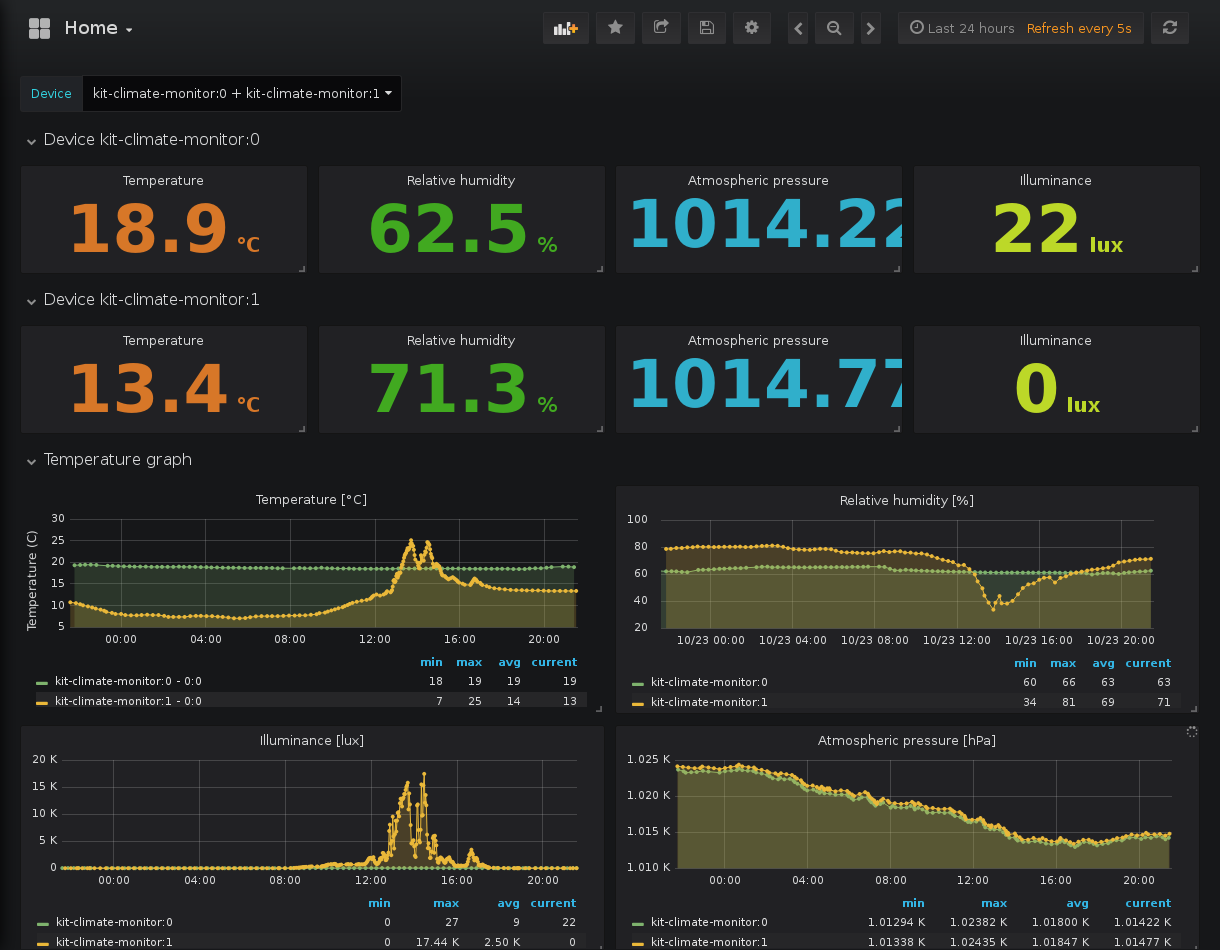 Home
Last 24 hours Refresh every 5s
Device kit-climate-monitor:0 + kit-climate-monitor:1
Device kit-climate-monitor:0
Temperature Relative humidity Atmospheric pressure Illuminance
18.9 °C 62.5 % 1014.22 22 lux
Device kit-climate-monitor:1
Temperature Relative humidity Atmospheric pressure Illuminance
13.4 °C 71.3 % 1014.77 0 lux
Temperature graph
Temperature [°C]
Temperature (C)
30
25
20
15
10
5
00:00 04:00 08:00 12:00 16:00 20:00
min max avg current
kit-climate-monitor:0 - 0:0 18 19 19 19
kit-climate-monitor:1 - 0:0 7 25 14 13
Relative humidity [%]
100
80
60
40
20
10/23 00:00 10/23 04:00 10/23 08:00 10/23 12:00 10/23 16:00 10/23 20:00
min max avg current
kit-climate-monitor:0 60 66 63 63
kit-climate-monitor:1 34 81 69 71
Illuminance [lux]
20 K
15 K
10 K
5 K
0
00:00 04:00 08:00 12:00 16:00 20:00
min max avg current
kit-climate-monitor:0 0 27 9 22
kit-climate-monitor:1 0 17.44 K 2.50 K 0
Atmospheric pressure [hPa]
1.025 K
1.020 K
1.015 K
1.010 K
00:00 04:00 08:00 12:00 16:00 20:00
min max avg current
kit-climate-monitor:0 1.01294 K 1.02382 K 1.01800 K 1.01422 K
kit-climate-monitor:1 1.01338 K 1.02435 K 1.01847 K 1.01477 K